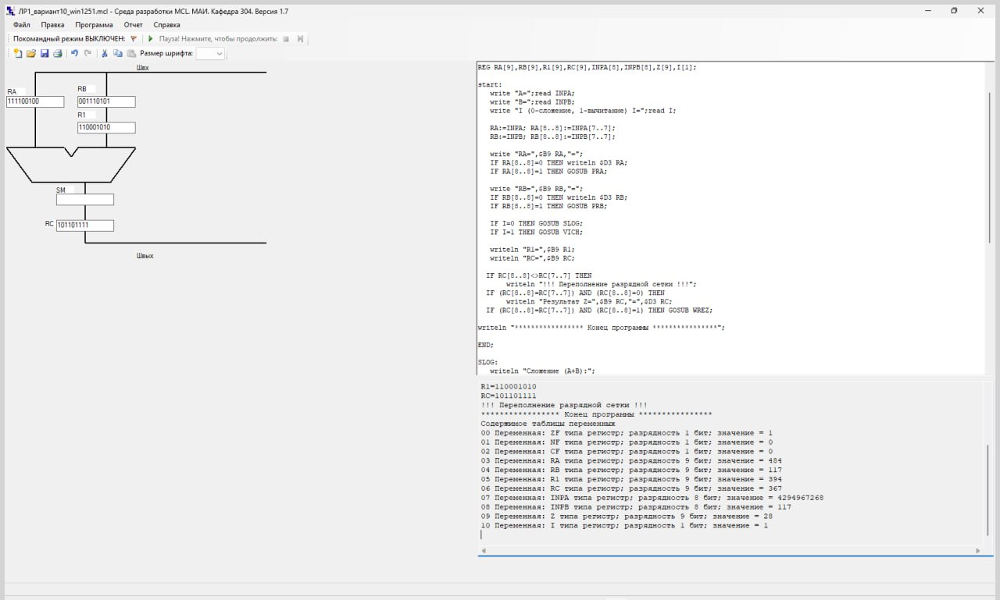 ЛР1_вариант10_win1251.mcl - Среда разработки MCL. МАИ. Кафедра 304. Версия 1.7
Файл Правка Программа Отчет Справка
Покомандный режим ВЫКЛЮЧЕН: Пауза! Нажмите, чтобы продолжить:
Размер шрифта:
Швх
RA
111100100
RB
001110101
R1
110001010
SM
RC 101101111
Швых
REG RA[9],RB[9],R1[9],RC[9],INPA[8],INPB[8],Z[9],I[1];
start:
write "A=";read INPA;
write "B=";read INPB;
write "I (0-сложение, 1-вычитание) I=";read I;
RA:=INPA; RA[8..8]:=INPA[7..7];
RB:=INPB; RB[8..8]:=INPB[7..7];
write "RA=",$B9 RA,"=";
IF RA[8..8]=0 THEN writeln $D3 RA;
IF RA[8..8]=1 THEN GOSUB PRA;
write "RB=",$B9 RB,"=";
IF RB[8..8]=0 THEN writeln $D3 RB;
IF RB[8..8]=1 THEN GOSUB PRB;
IF I=0 THEN GOSUB SLOG;
IF I=1 THEN GOSUB VICH;
writeln "R1=",$B9 R1;
writeln "RC=",$B9 RC;
IF RC[8..8]<>RC[7..7] THEN
writeln "!!! Переполнение разрядной сетки !!!";
IF (RC[8..8]=RC[7..7]) AND (RC[8..8]=0) THEN
writeln "Результат Z=",$B9 RC,"=",$D3 RC;
IF (RC[8..8]=RC[7..7]) AND (RC[8..8]=1) THEN GOSUB WREZ;
writeln "***************** Конец программы ****************";
END;
SLOG:
writeln "Сложение (A+B):";
R1=110001010
RC=101101111
!!! Переполнение разрядной сетки !!!
***************** Конец программы ****************
Содержимое таблицы переменных
00 Переменная: ZF типа регистр; разрядность 1 бит; значение = 1
01 Переменная: NF типа регистр; разрядность 1 бит; значение = 0
02 Переменная: CF типа регистр; разрядность 1 бит; значение = 0
03 Переменная: RA типа регистр; разрядность 9 бит; значение = 484
04 Переменная: RB типа регистр; разрядность 9 бит; значение = 117
05 Переменная: R1 типа регистр; разрядность 9 бит; значение = 394
06 Переменная: RC типа регистр; разрядность 9 бит; значение = 367
07 Переменная: INPA типа регистр; разрядность 8 бит; значение = 4294967268
08 Переменная: INPB типа регистр; разрядность 8 бит; значение = 117
09 Переменная: Z типа регистр; разрядность 9 бит; значение = 28
10 Переменная: I типа регистр; разрядность 1 бит; значение = 1